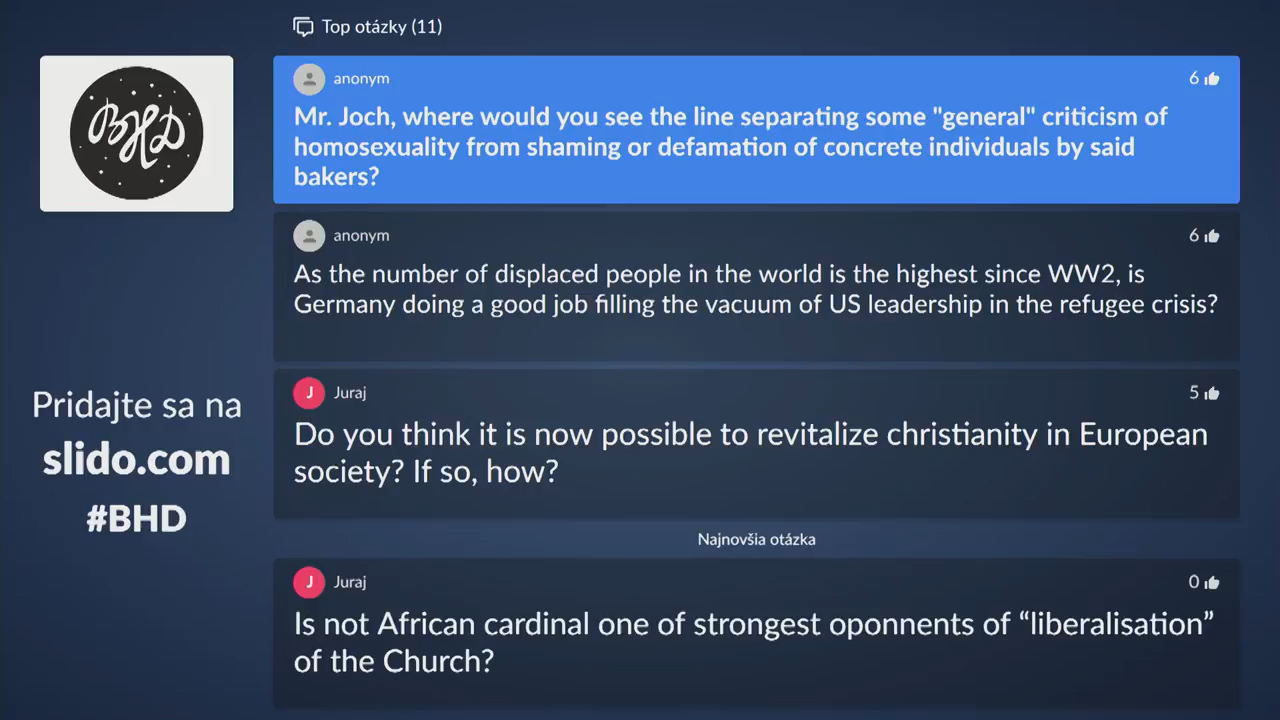 Top otázky (11)
BHD
anonym
6
Mr. Joch, where would you see the line separating some "general" criticism of
homosexuality from shaming or defamation of concrete individuals by said
bakers?
anonym
6
As the number of displaced people in the world is the highest since WW2, is
Germany doing a good job filling the vacuum of US leadership in the refugee crisis?
J Juraj
5
Do you think it is now possible to revitalize christianity in European
society? If so, how?
Pridajte sa na
slido.com
#BHD
Najnovšia otázka
J Juraj
0
Is not African cardinal one of strongest oponnents of “liberalisation”
of the Church?